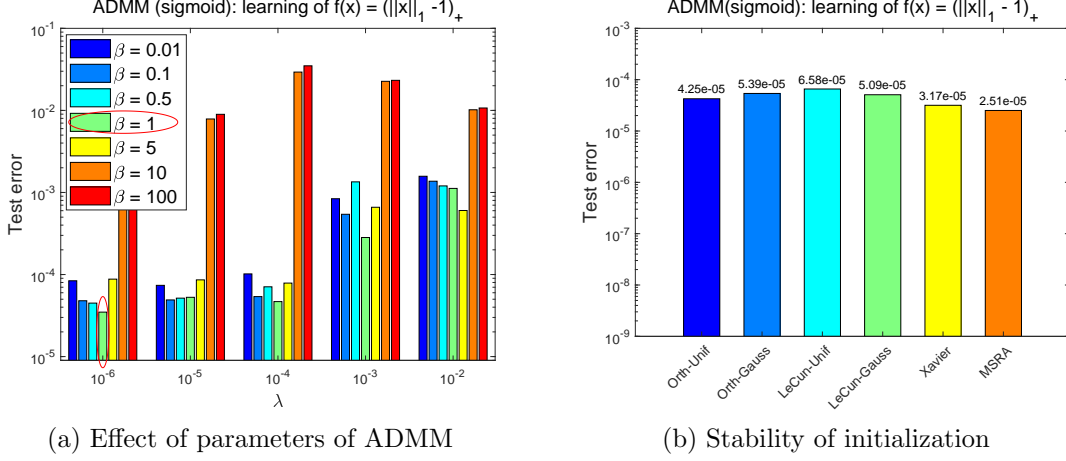 ADMM (sigmoid): learning of f(x) = (||x||₁ -1)₊
Test error
10⁻¹
10⁻²
10⁻³
10⁻⁴
10⁻⁵
β = 0.01
β = 0.1
β = 0.5
β = 1
β = 5
β = 10
β = 100
10⁻⁶ 10⁻⁵ 10⁻⁴ 10⁻³ 10⁻²
λ
(a) Effect of parameters of ADMM
ADMM(sigmoid): learning of f(x) = (||x||₁ - 1)₊
Test error
10⁻³
10⁻⁴
10⁻⁵
10⁻⁶
10⁻⁷
10⁻⁸
10⁻⁹
4.25e-05 5.39e-05 6.58e-05 5.09e-05 3.17e-05 2.51e-05
Orth-Unif Orth-Gauss LeCun-Unif LeCun-Gauss Xavier MSRA
(b) Stability of initialization